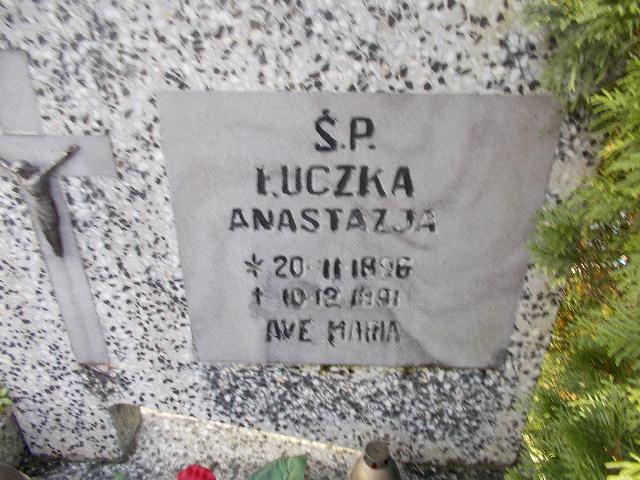 Ś.P.
ŁUCZKA
ANASTAZJA
* 20 11 1896
† 10 12 1991
AVE MARIA